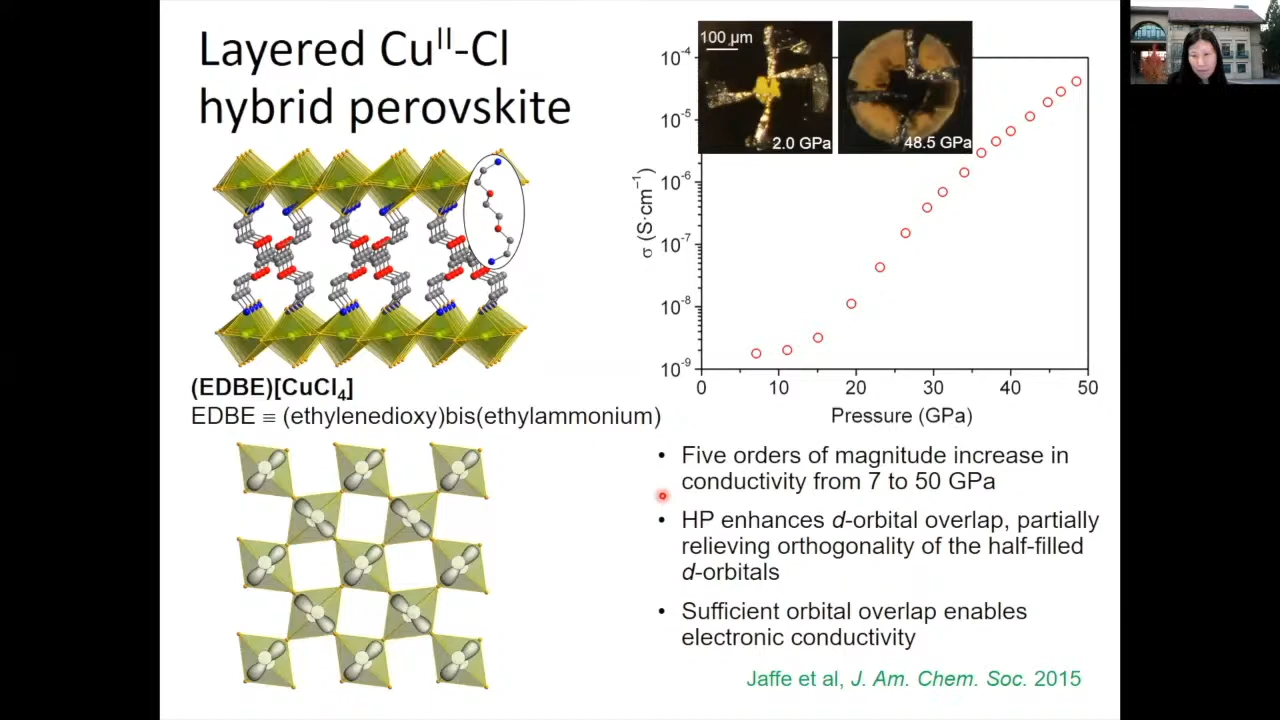 Layered Cu^II-Cl
hybrid perovskite
(EDBE)[CuCl₄]
EDBE ≡ (ethylenedioxy)bis(ethylammonium)
100 µm
2.0 GPa
48.5 GPa
10⁻⁴
10⁻⁵
10⁻⁶
10⁻⁷
10⁻⁸
10⁻⁹
σ (S·cm⁻¹)
0 10 20 30 40 50
Pressure (GPa)
• Five orders of magnitude increase in
conductivity from 7 to 50 GPa
• HP enhances d-orbital overlap, partially
relieving orthogonality of the half-filled
d-orbitals
• Sufficient orbital overlap enables
electronic conductivity
Jaffe et al, J. Am. Chem. Soc. 2015